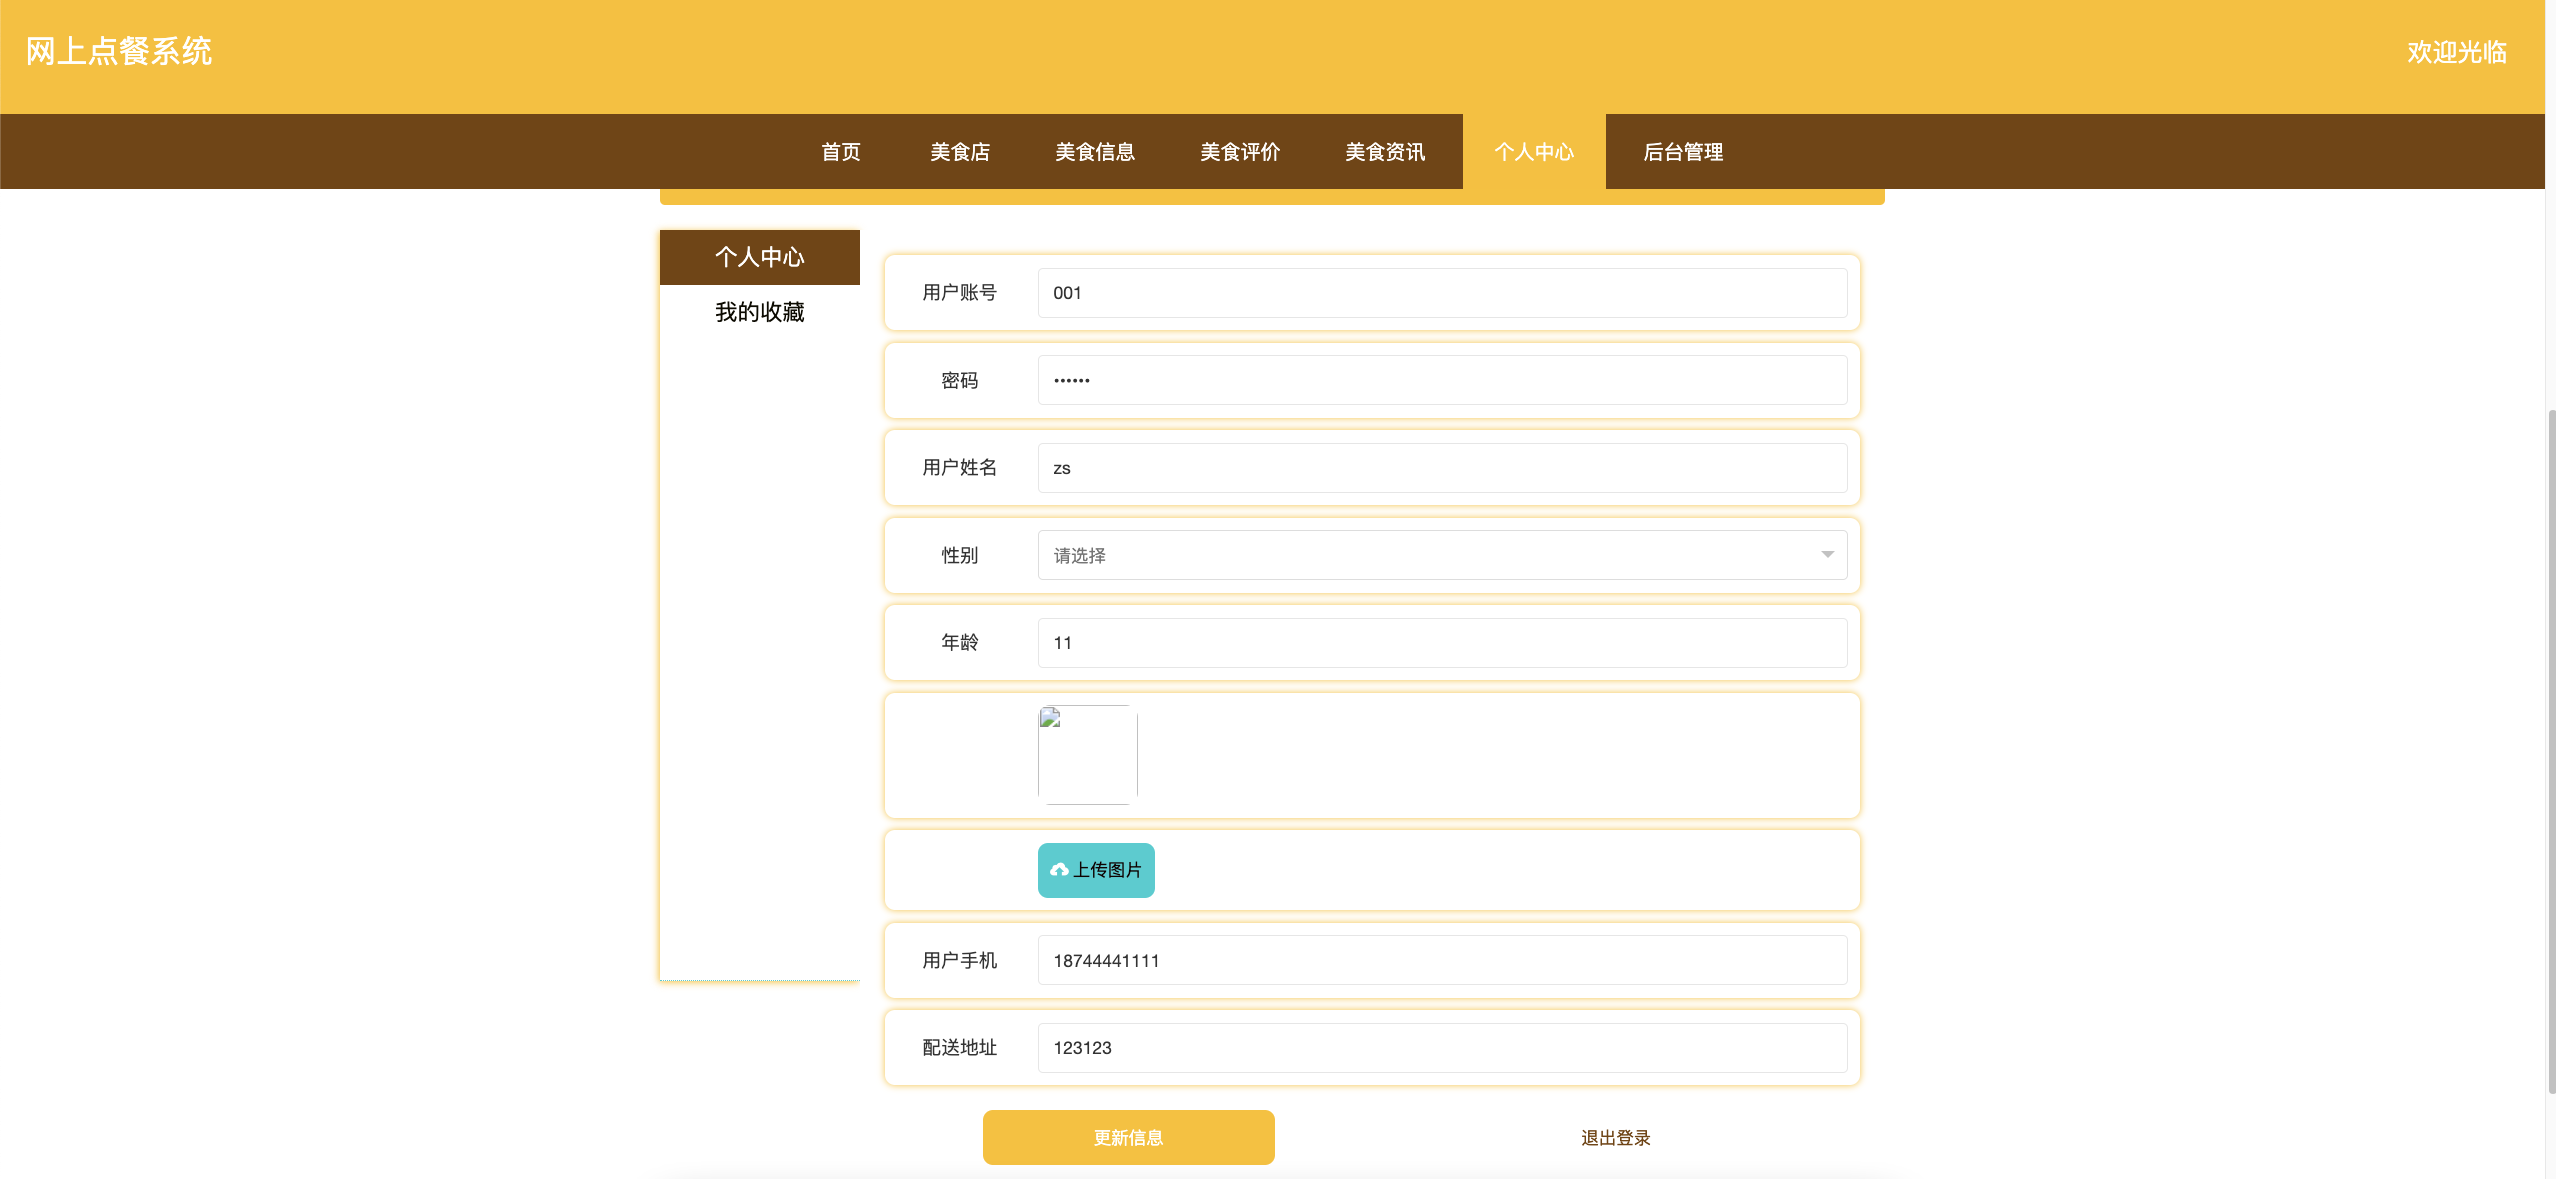 网上点餐系统
欢迎光临
首页 美食店 美食信息 美食评价 美食资讯 个人中心 后台管理
个人中心
我的收藏
用户账号 001
密码 ••••••
用户姓名 zs
性别 请选择
年龄 11
上传图片
用户手机 18744441111
配送地址 123123
更新信息 退出登录